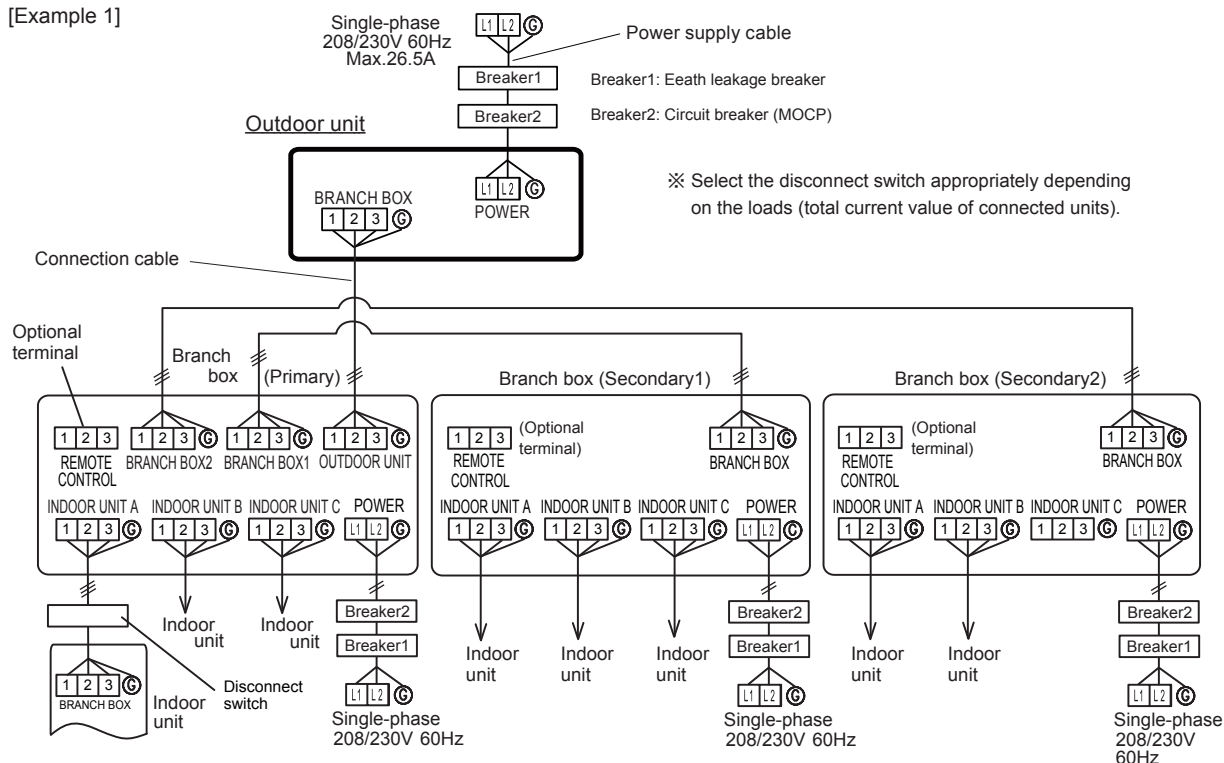 [Example 1]
Single-phase
208/230V 60Hz
Max.26.5A
L1 L2 G
Power supply cable
Breaker1
Breaker1: Eeath leakage breaker
Breaker2
Breaker2: Circuit breaker (MOCP)
Outdoor unit
BRANCH BOX
1 2 3 G
L1 L2 G
POWER
※ Select the disconnect switch appropriately depending
on the loads (total current value of connected units).
Connection cable
Optional
terminal
Branch
box (Primary)
1 2 3
REMOTE
CONTROL
1 2 3 G
BRANCH BOX2
1 2 3 G
BRANCH BOX1
1 2 3 G
OUTDOOR UNIT
INDOOR UNIT A
1 2 3 G
INDOOR UNIT B
1 2 3 G
INDOOR UNIT C
1 2 3 G
POWER
L1 L2 G
1 2 3 G
BRANCH BOX
Indoor
unit
Disconnect
switch
Indoor
unit
Indoor
unit
Breaker2
Breaker1
L1 L2 G
Single-phase
208/230V 60Hz
Branch box (Secondary1)
1 2 3
(Optional
terminal)
REMOTE
CONTROL
1 2 3 G
BRANCH BOX
INDOOR UNIT A
1 2 3 G
INDOOR UNIT B
1 2 3 G
INDOOR UNIT C
1 2 3 G
POWER
L1 L2 G
Indoor
unit
Indoor
unit
Indoor
unit
Breaker2
Breaker1
L1 L2 G
Single-phase
208/230V 60Hz
Branch box (Secondary2)
1 2 3
(Optional
terminal)
REMOTE
CONTROL
1 2 3 G
BRANCH BOX
INDOOR UNIT A
1 2 3 G
INDOOR UNIT B
1 2 3 G
INDOOR UNIT C
1 2 3 G
POWER
L1 L2 G
Indoor
unit
Indoor
unit
Breaker2
Breaker1
L1 L2 G
Single-phase
208/230V
60Hz